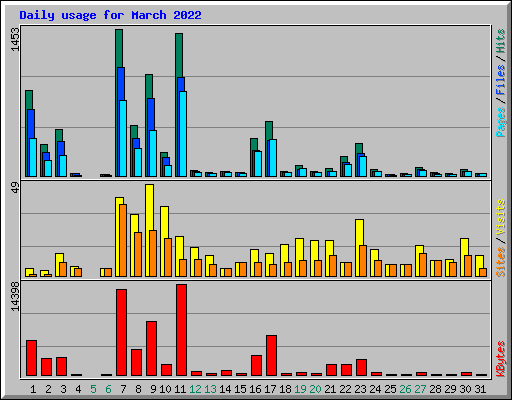 Daily usage for March 2022
1453
Pages / Files / Hits
49
Sites / Visits
14398
KBytes
1 2 3 4 5 6 7 8 9 10 11 12 13 14 15 16 17 18 19 20 21 22 23 24 25 26 27 28 29 30 31